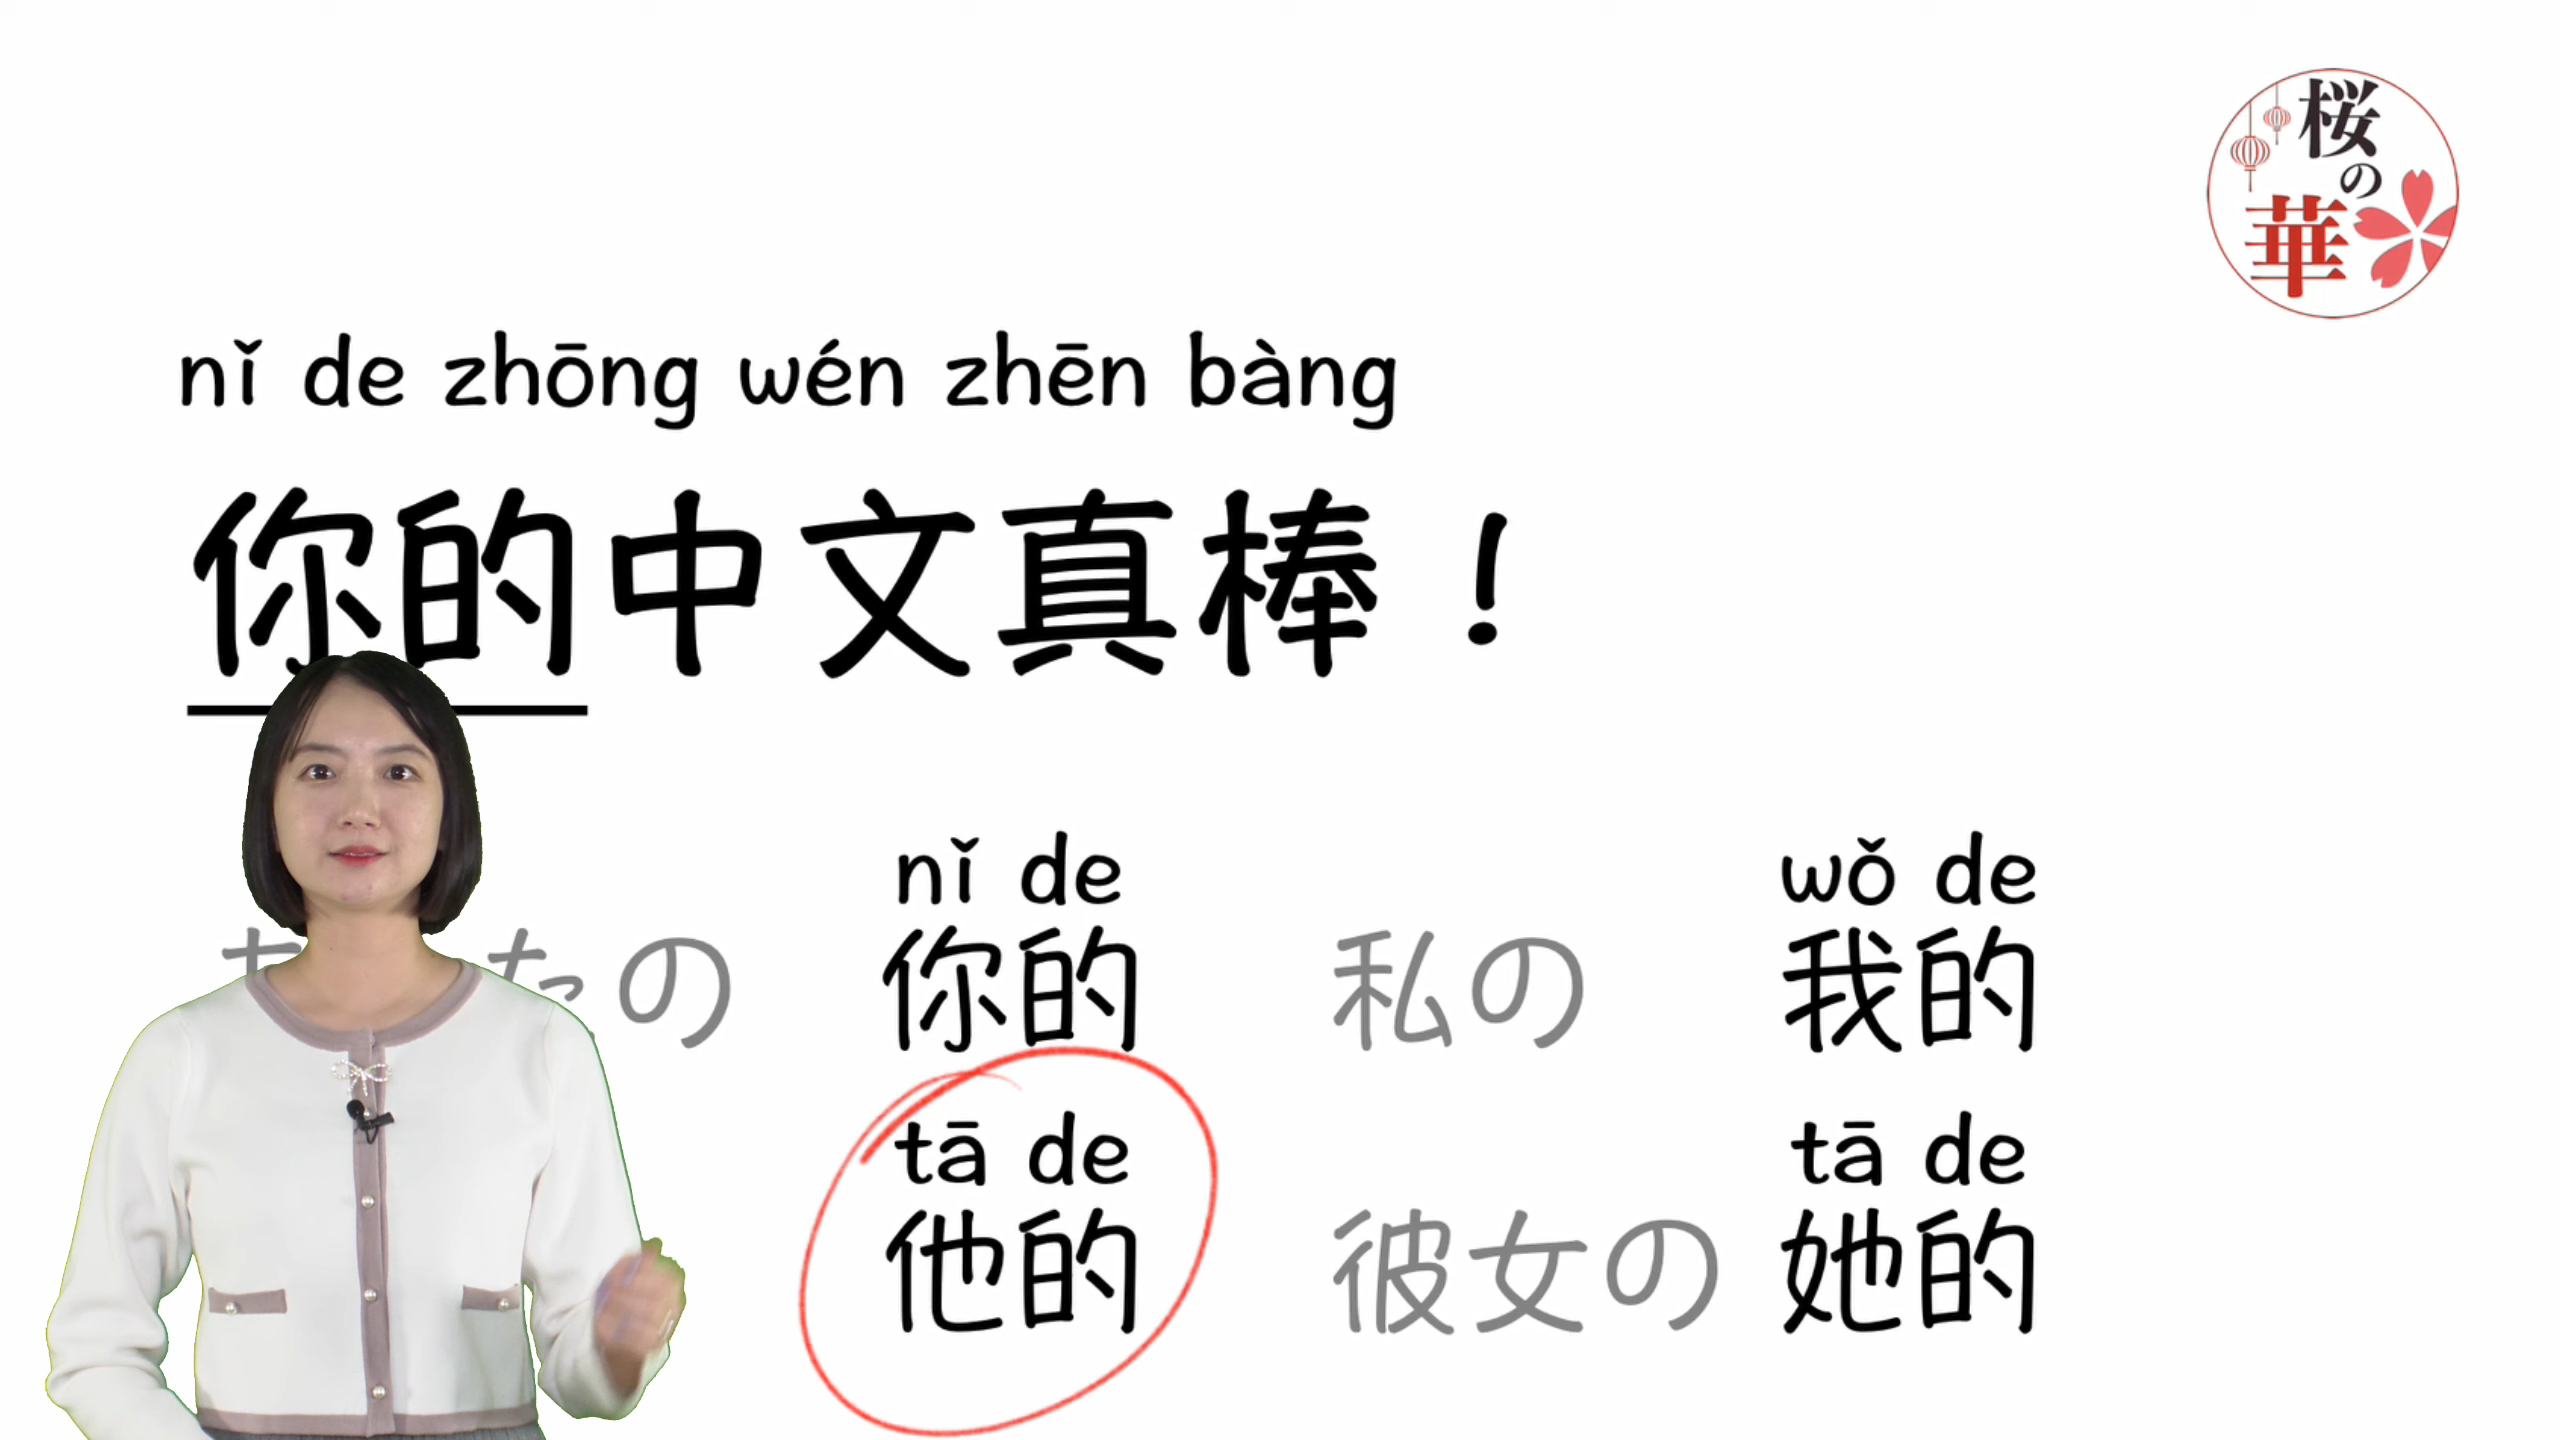 桜の華
nǐ de zhōng wén zhēn bàng
你的中文真棒！
nǐ de
wǒ de
たの 你的 私の 我的
tā de
tā de
他的 彼女の 她的